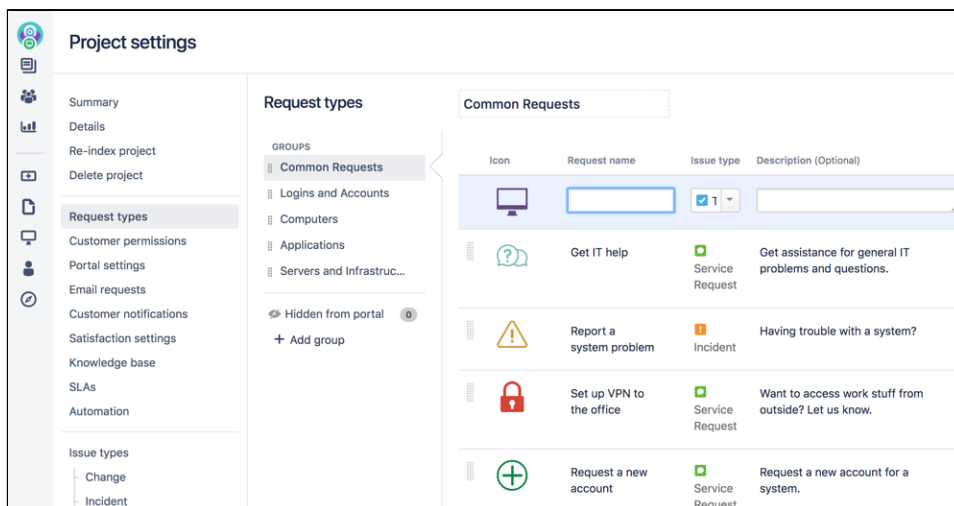 Project settings
Summary
Details
Re-index project
Delete project
Request types
Customer permissions
Portal settings
Email requests
Customer notifications
Satisfaction settings
Knowledge base
SLAs
Automation
Issue types
Change
Incident
Request types
GROUPS
Common Requests
Logins and Accounts
Computers
Applications
Servers and Infrastruc...
Hidden from portal 0
+ Add group
Common Requests
Icon Request name Issue type Description (Optional)
Get IT help
Service
Request
Get assistance for general IT
problems and questions.
Report a
system problem
Incident
Having trouble with a system?
Set up VPN to
the office
Service
Request
Want to access work stuff from
outside? Let us know.
Request a new
account
Service
Request
Request a new account for a
system.